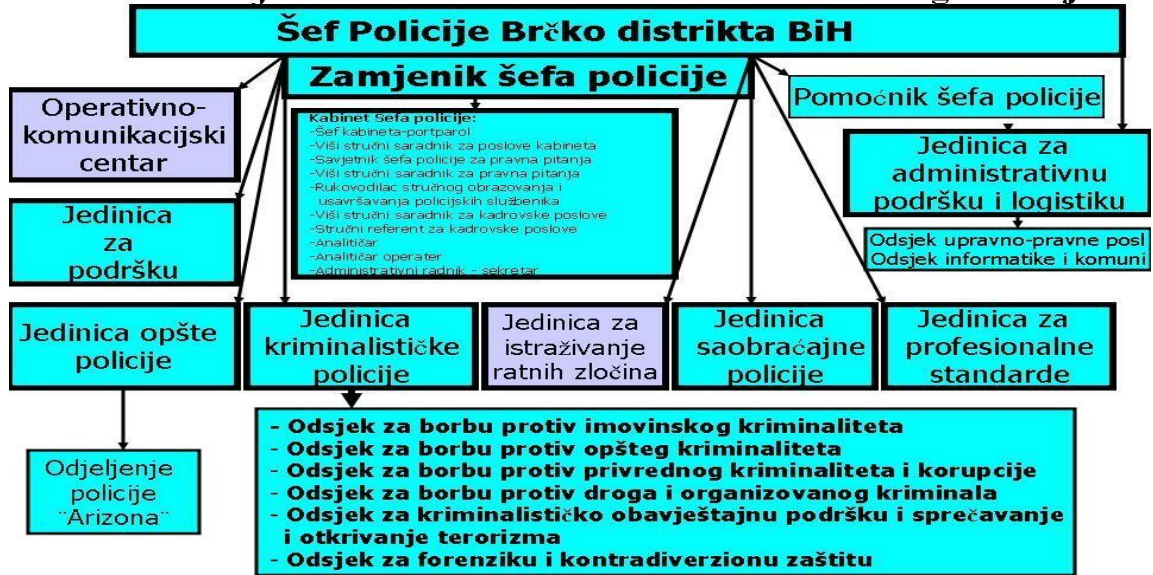 Šef Policije Brčko distrikta BiH
Zamjenik šefa policije
Operativno-
komunikacijski
centar
Kabinet Šefa policije:
-Šef kabineta-portparol
-Viši stručni saradnik za poslove kabineta
-Savjetnik šefa policije za pravna pitanja
-Viši stručni saradnik za pravna pitanja
-Rukovodilac stručnog obrazovanja i
usavršavanja policijskih službenika
-Viši stručni saradnik za kadrovske poslove
-Stručni referent za kadrovske poslove
-Analitičar
-Analitičar operater
-Administrativni radnik – sekretar
Pomoćnik šefa policije
Jedinica za
administrativnu
podršku i logistiku
Odsjek upravno-pravne posl
Odsjek informatike i komuni
Jedinica
za
podršku
Jedinica opšte
policije
Jedinica
kriminalističke
policije
Jedinica za
istraživanje
ratnih zločina
Jedinica
saobraćajne
policije
Jedinica za
profesionalne
standarde
Odjeljenje
policije
¨Arizona¨
- Odsjek za borbu protiv imovinskog kriminaliteta
- Odsjek za borbu protiv opšteg kriminaliteta
- Odsjek za borbu protiv privrednog kriminaliteta i korupcije
- Odsjek za borbu protiv droga i organizovanog kriminala
- Odsjek za kriminalističko obavještajnu podršku i sprečavanje
i otkrivanje terorizma
- Odsjek za forenziku i kontradiverzionu zaštitu